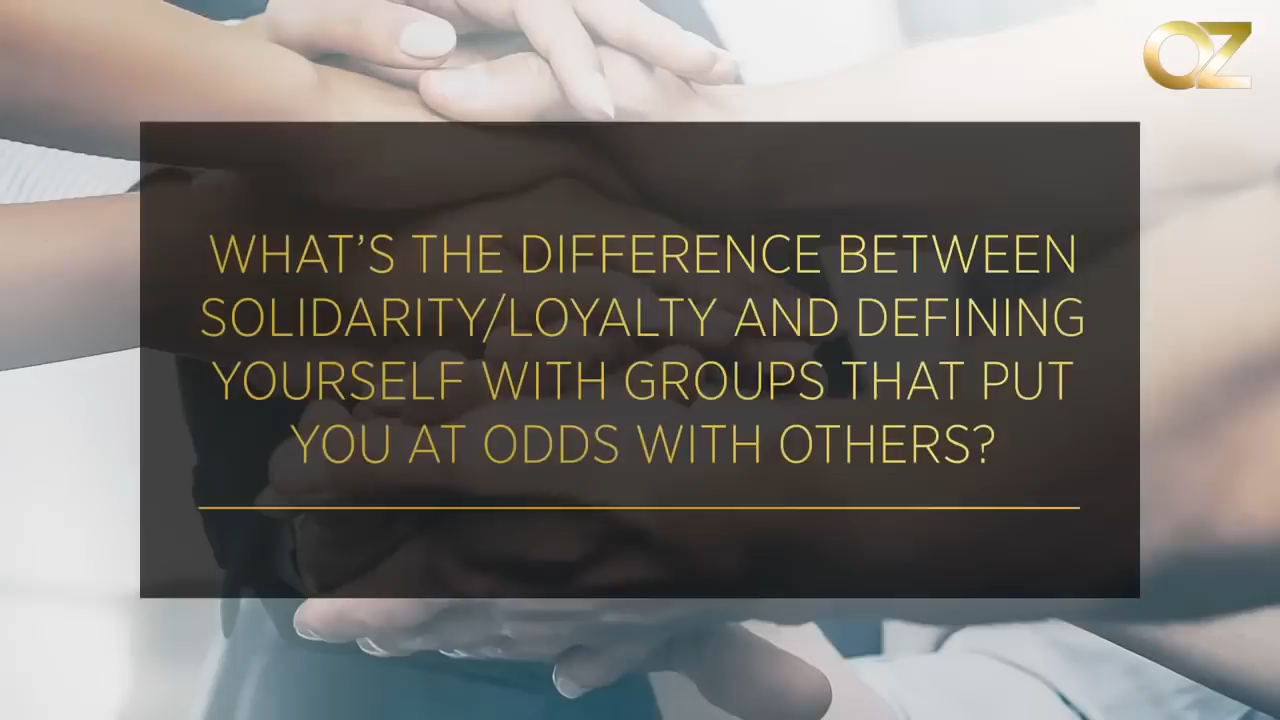 OZ
WHAT'S THE DIFFERENCE BETWEEN
SOLIDARITY/LOYALTY AND DEFINING
YOURSELF WITH GROUPS THAT PUT
YOU AT ODDS WITH OTHERS?